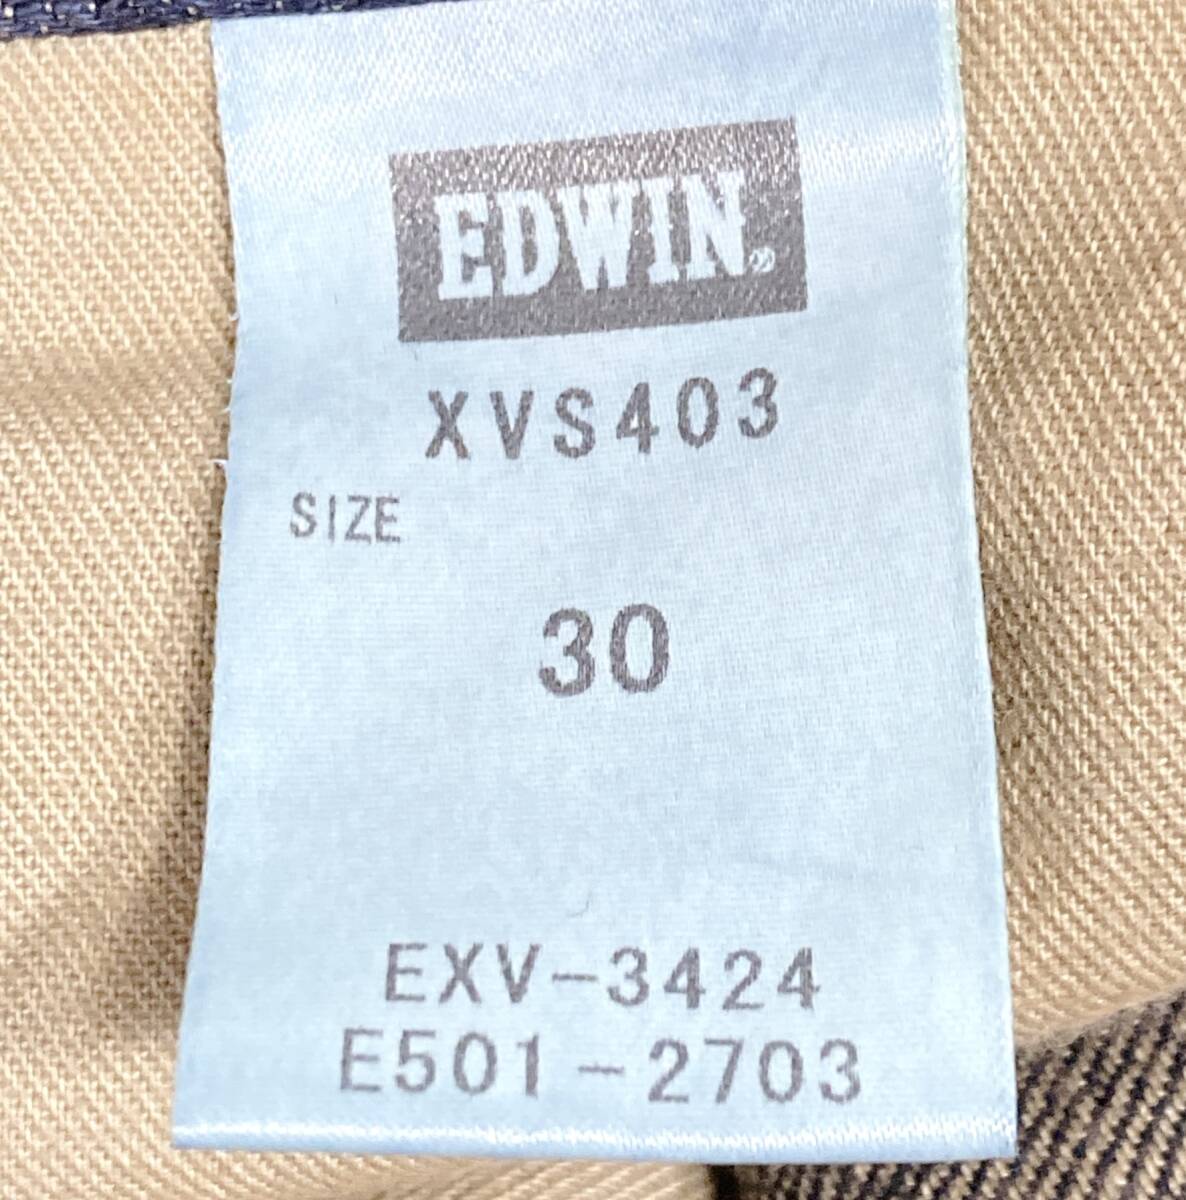 EDWIN®
XVS403
SIZE
30
EXV-3424
E501-2703